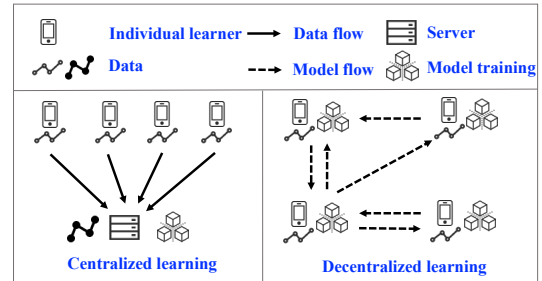 Individual learner
Data flow
Server
Data
Model flow
Model training
Centralized learning
Decentralized learning